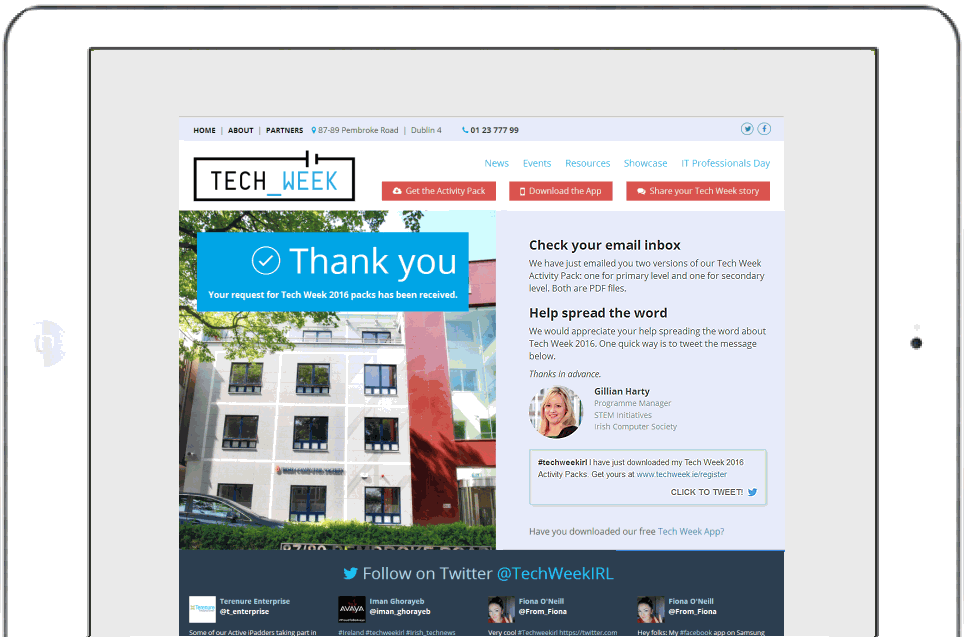 HOME | ABOUT | PARTNERS 87-89 Pembroke Road | Dublin 4 01 23 777 99
TECH_WEEK
News Events Resources Showcase IT Professionals Day
Get the Activity Pack Download the App Share your Tech Week story
Thank you
Your request for Tech Week 2016 packs has been received.
Check your email inbox
We have just emailed you two versions of our Tech Week
Activity Pack: one for primary level and one for secondary
level. Both are PDF files.
Help spread the word
We would appreciate your help spreading the word about
Tech Week 2016. One quick way is to tweet the message
below.
Thanks in advance.
Gillian Harty
Programme Manager
STEM Initiatives
Irish Computer Society
#techweekirl I have just downloaded my Tech Week 2016
Activity Packs. Get yours at www.techweek.ie/register
CLICK TO TWEET!
Have you downloaded our free Tech Week App?
IRISH COMPUTER SOCIETY
87/89 PEMBROKE ROAD
Follow on Twitter @TechWeekIRL
Terenure Enterprise
@t_enterprise
Some of our Active iPadders taking part in
AVAYA
Iman Ghorayeb
@iman_ghorayeb
#Ireland #techweekirl #Irish_technews
Fiona O'Neill
@From_Fiona
Very cool #Techweekirl https://twitter.com
Fiona O'Neill
@From_Fiona
Hey folks: My #facebook app on Samsung